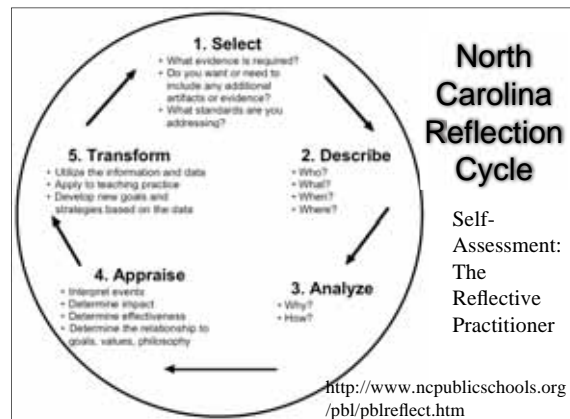 1. Select
• What evidence is required?
• Do you want or need to
include any additional
artifacts or evidence?
• What standards are you
addressing?
2. Describe
• Who?
• What?
• When?
• Where?
3. Analyze
• Why?
• How?
4. Appraise
• Interpret events
• Determine impact
• Determine effectiveness
• Determine the relationship to
goals, values, philosophy
5. Transform
• Utilize the information and data
• Apply to teaching practice
• Develop new goals and
strategies based on the data
North
Carolina
Reflection
Cycle
Self-
Assessment:
The
Reflective
Practitioner
http://www.ncpublicschools.org
/pbl/pblreflect.htm